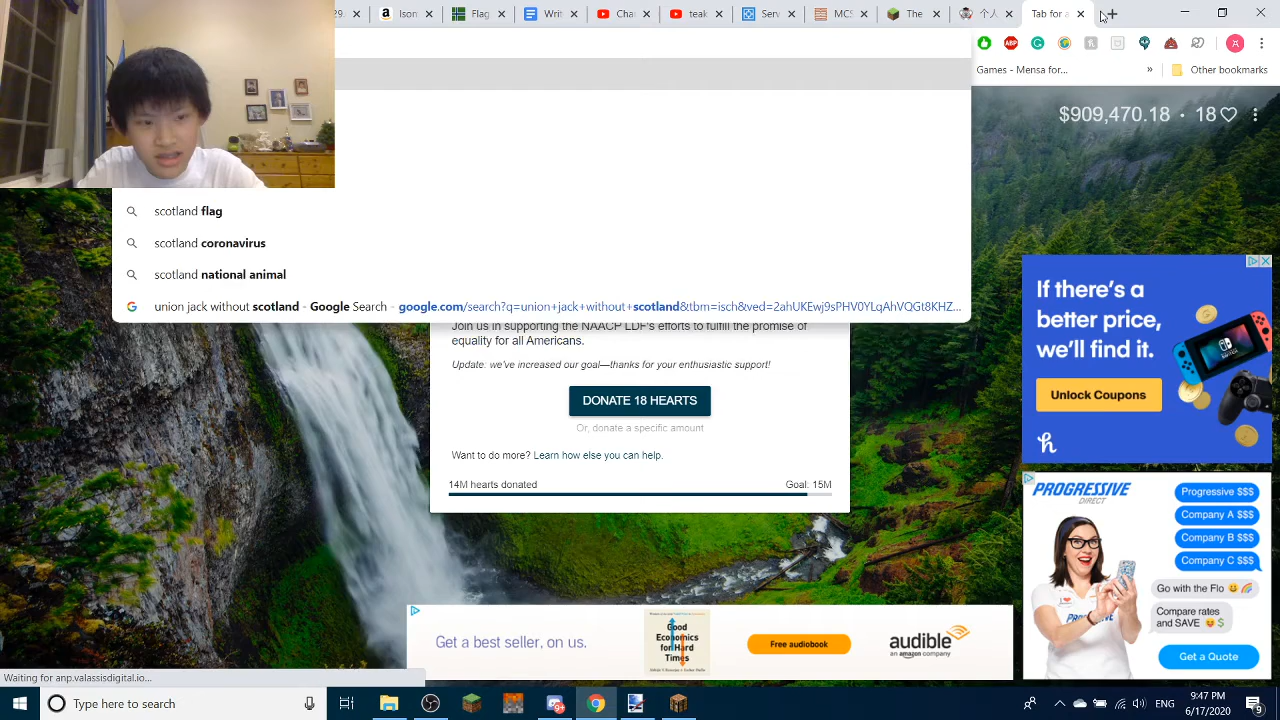 29
Flag
Unic
Unic
Serv
The
MCS
ABP
Games - Mensa for...
»
Other bookmarks
$909,470.18 • 18
scotland flag
scotland coronavirus
scotland national animal
union jack without scotland - Google Search - google.com/search?q=union+jack+without+scotland&tbm=isch&ved=2ahUKEwj9sPHV0YLqAhVQGt8KHZ...
Join us in supporting the NAACP LDF's efforts to fulfill the promise of
equality for all Americans.
Update: we've increased our goal—thanks for your enthusiastic support!
DONATE 18 HEARTS
Or, donate a specific amount
Want to do more? Learn how else you can help.
14M hearts donated Goal: 15M
If there's a
better price,
we'll find it.
Unlock Coupons
PROGRESSIVE
DIRECT
Progressive $$$
Company A $$$
Company B $$$
Company C $$$
Go with the Flo
Compare rates
and SAVE
Get a Quote
Get a best seller, on us.
Good
Economics
for Hard
Times
Free audiobook
audible
an amazon company
Waiting for anp.valassisdigital.io...
Type here to search
ENG
9:47 PM
6/17/2020
9